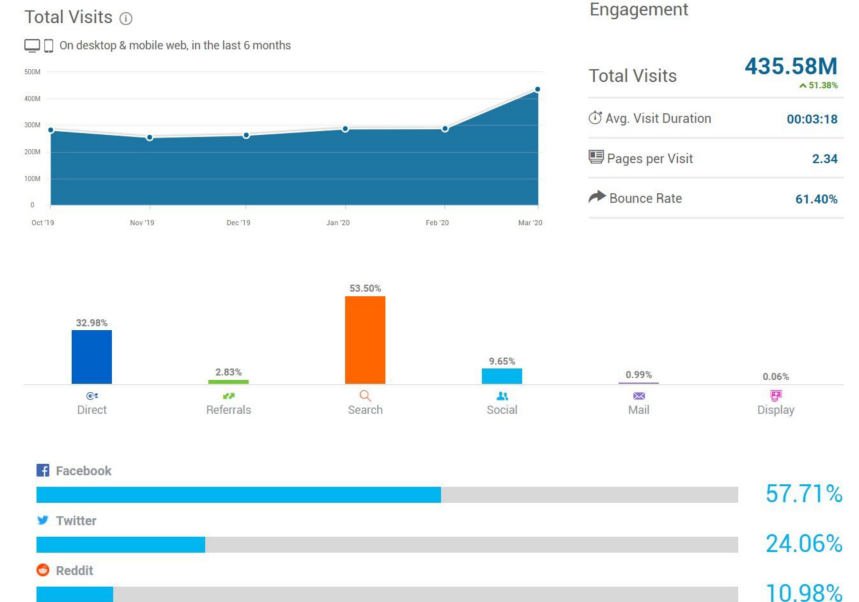 Total Visits
On desktop & mobile web, in the last 6 months
500M
400M
300M
200M
100M
0
Oct '19 Nov '19 Dec '19 Jan '20 Feb '20 Mar '20
Engagement
Total Visits 435.58M
51.38%
Avg. Visit Duration 00:03:18
Pages per Visit 2.34
Bounce Rate 61.40%
32.98% 2.83% 53.50% 9.65% 0.99% 0.06%
Direct Referrals Search Social Mail Display
Facebook
57.71%
Twitter
24.06%
Reddit
10.98%